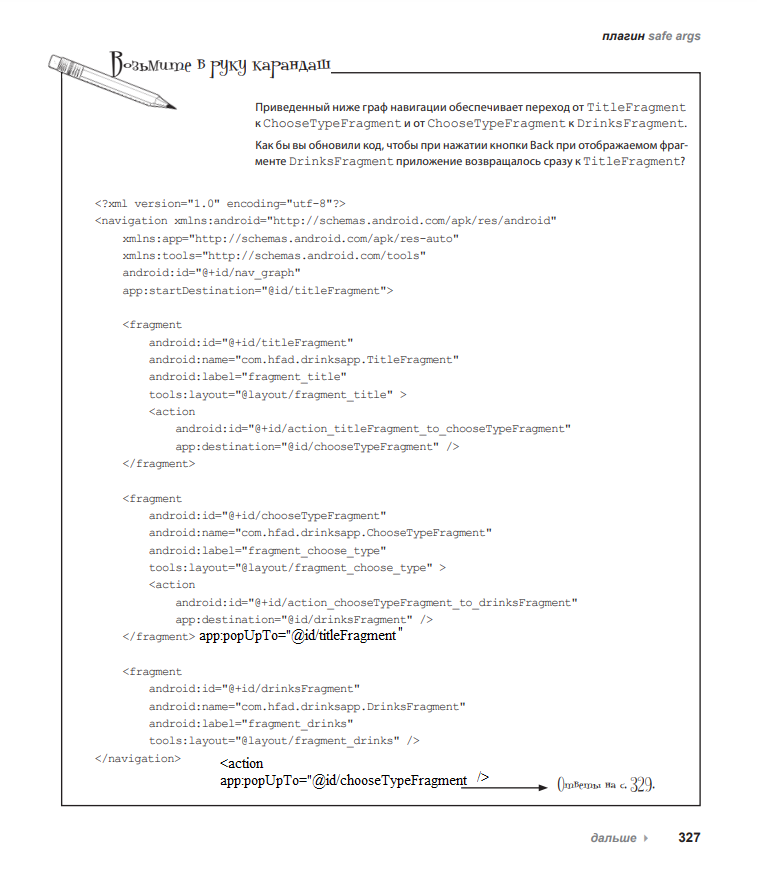 плагин safe args
Возьмите в руку карандаш
Приведенный ниже граф навигации обеспечивает переход от TitleFragment
к ChooseTypeFragment и от ChooseTypeFragment к DrinksFragment.
Как бы вы обновили код, чтобы при нажатии кнопки Back при отображаемом фраг-
менте DrinksFragment приложение возвращалось сразу к TitleFragment?
<?xml version="1.0" encoding="utf-8"?>
<navigation xmlns:android="http://schemas.android.com/apk/res/android"
xmlns:app="http://schemas.android.com/apk/res-auto"
xmlns:tools="http://schemas.android.com/tools"
android:id="@+id/nav_graph"
app:startDestination="@id/titleFragment">
<fragment
android:id="@+id/titleFragment"
android:name="com.hfad.drinksapp.TitleFragment"
android:label="fragment_title"
tools:layout="@layout/fragment_title" >
<action
android:id="@+id/action_titleFragment_to_chooseTypeFragment"
app:destination="@id/chooseTypeFragment" />
</fragment>
<fragment
android:id="@+id/chooseTypeFragment"
android:name="com.hfad.drinksapp.ChooseTypeFragment"
android:label="fragment_choose_type"
tools:layout="@layout/fragment_choose_type" >
<action
android:id="@+id/action_chooseTypeFragment_to_drinksFragment"
app:destination="@id/drinksFragment" />
</fragment> app:popUpTo="@id/titleFragment"
<fragment
android:id="@+id/drinksFragment"
android:name="com.hfad.drinksapp.DrinksFragment"
android:label="fragment_drinks"
tools:layout="@layout/fragment_drinks" />
</navigation>
<action
app:popUpTo="@id/chooseTypeFragment />
Ответы на с. 329.
дальше 327